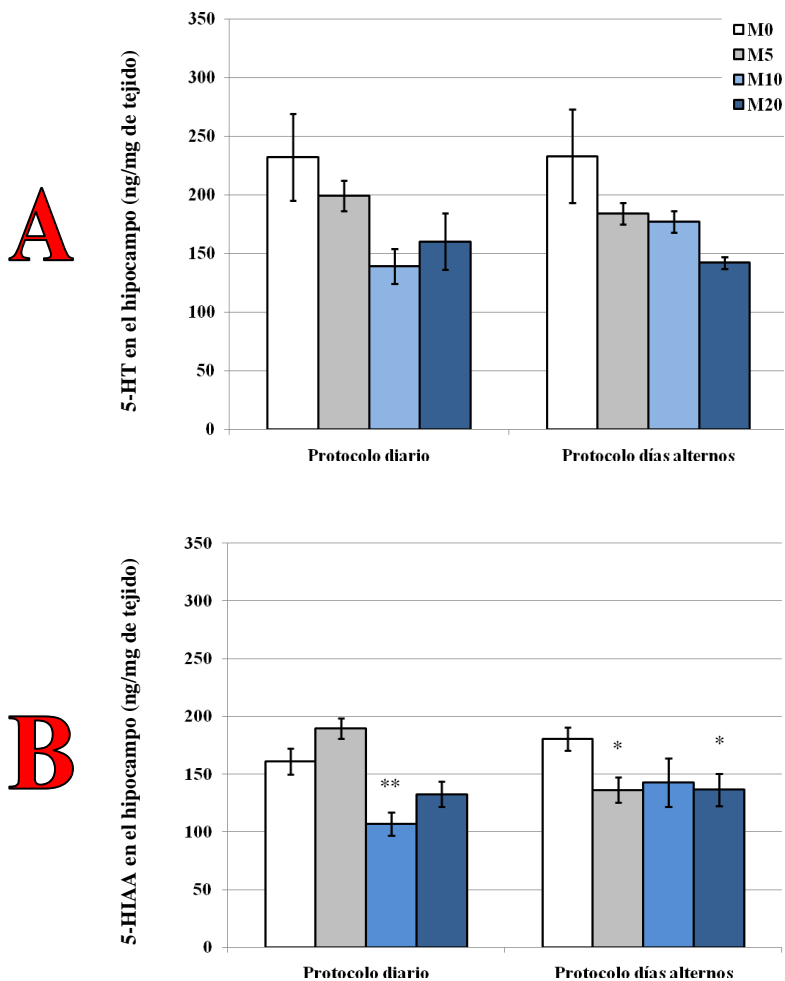 A
5-HT en el hipocampo (ng/mg de tejido)
350
300
250
200
150
100
50
0
M0
M5
M10
M20
Protocolo diario
Protocolo días alternos
B
5-HIAA en el hipocampo (ng/mg de tejido)
350
300
250
200
150
100
50
0
**
*
*
Protocolo diario
Protocolo días alternos